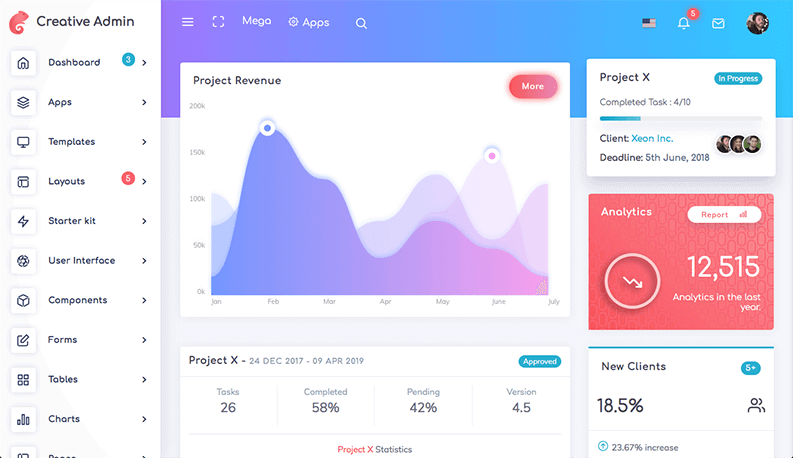 Creative Admin
Mega
Apps
5
Dashboard 3
Apps
Templates
Layouts 5
Starter kit
User Interface
Components
Forms
Tables
Charts
Project Revenue
More
200k
150k
100k
50k
0k
Jan Feb Mar Apr May June July
Project X
In Progress
Completed Task : 4/10
Client: Xeon Inc.
Deadline: 5th June, 2018
Analytics
Report
12,515
Analytics in the last
year.
Project X - 24 DEC 2017 - 09 APR 2019
Approved
Tasks Completed Pending Version
26 58% 42% 4.5
Project X Statistics
New Clients
5+
18.5%
23.67% increase